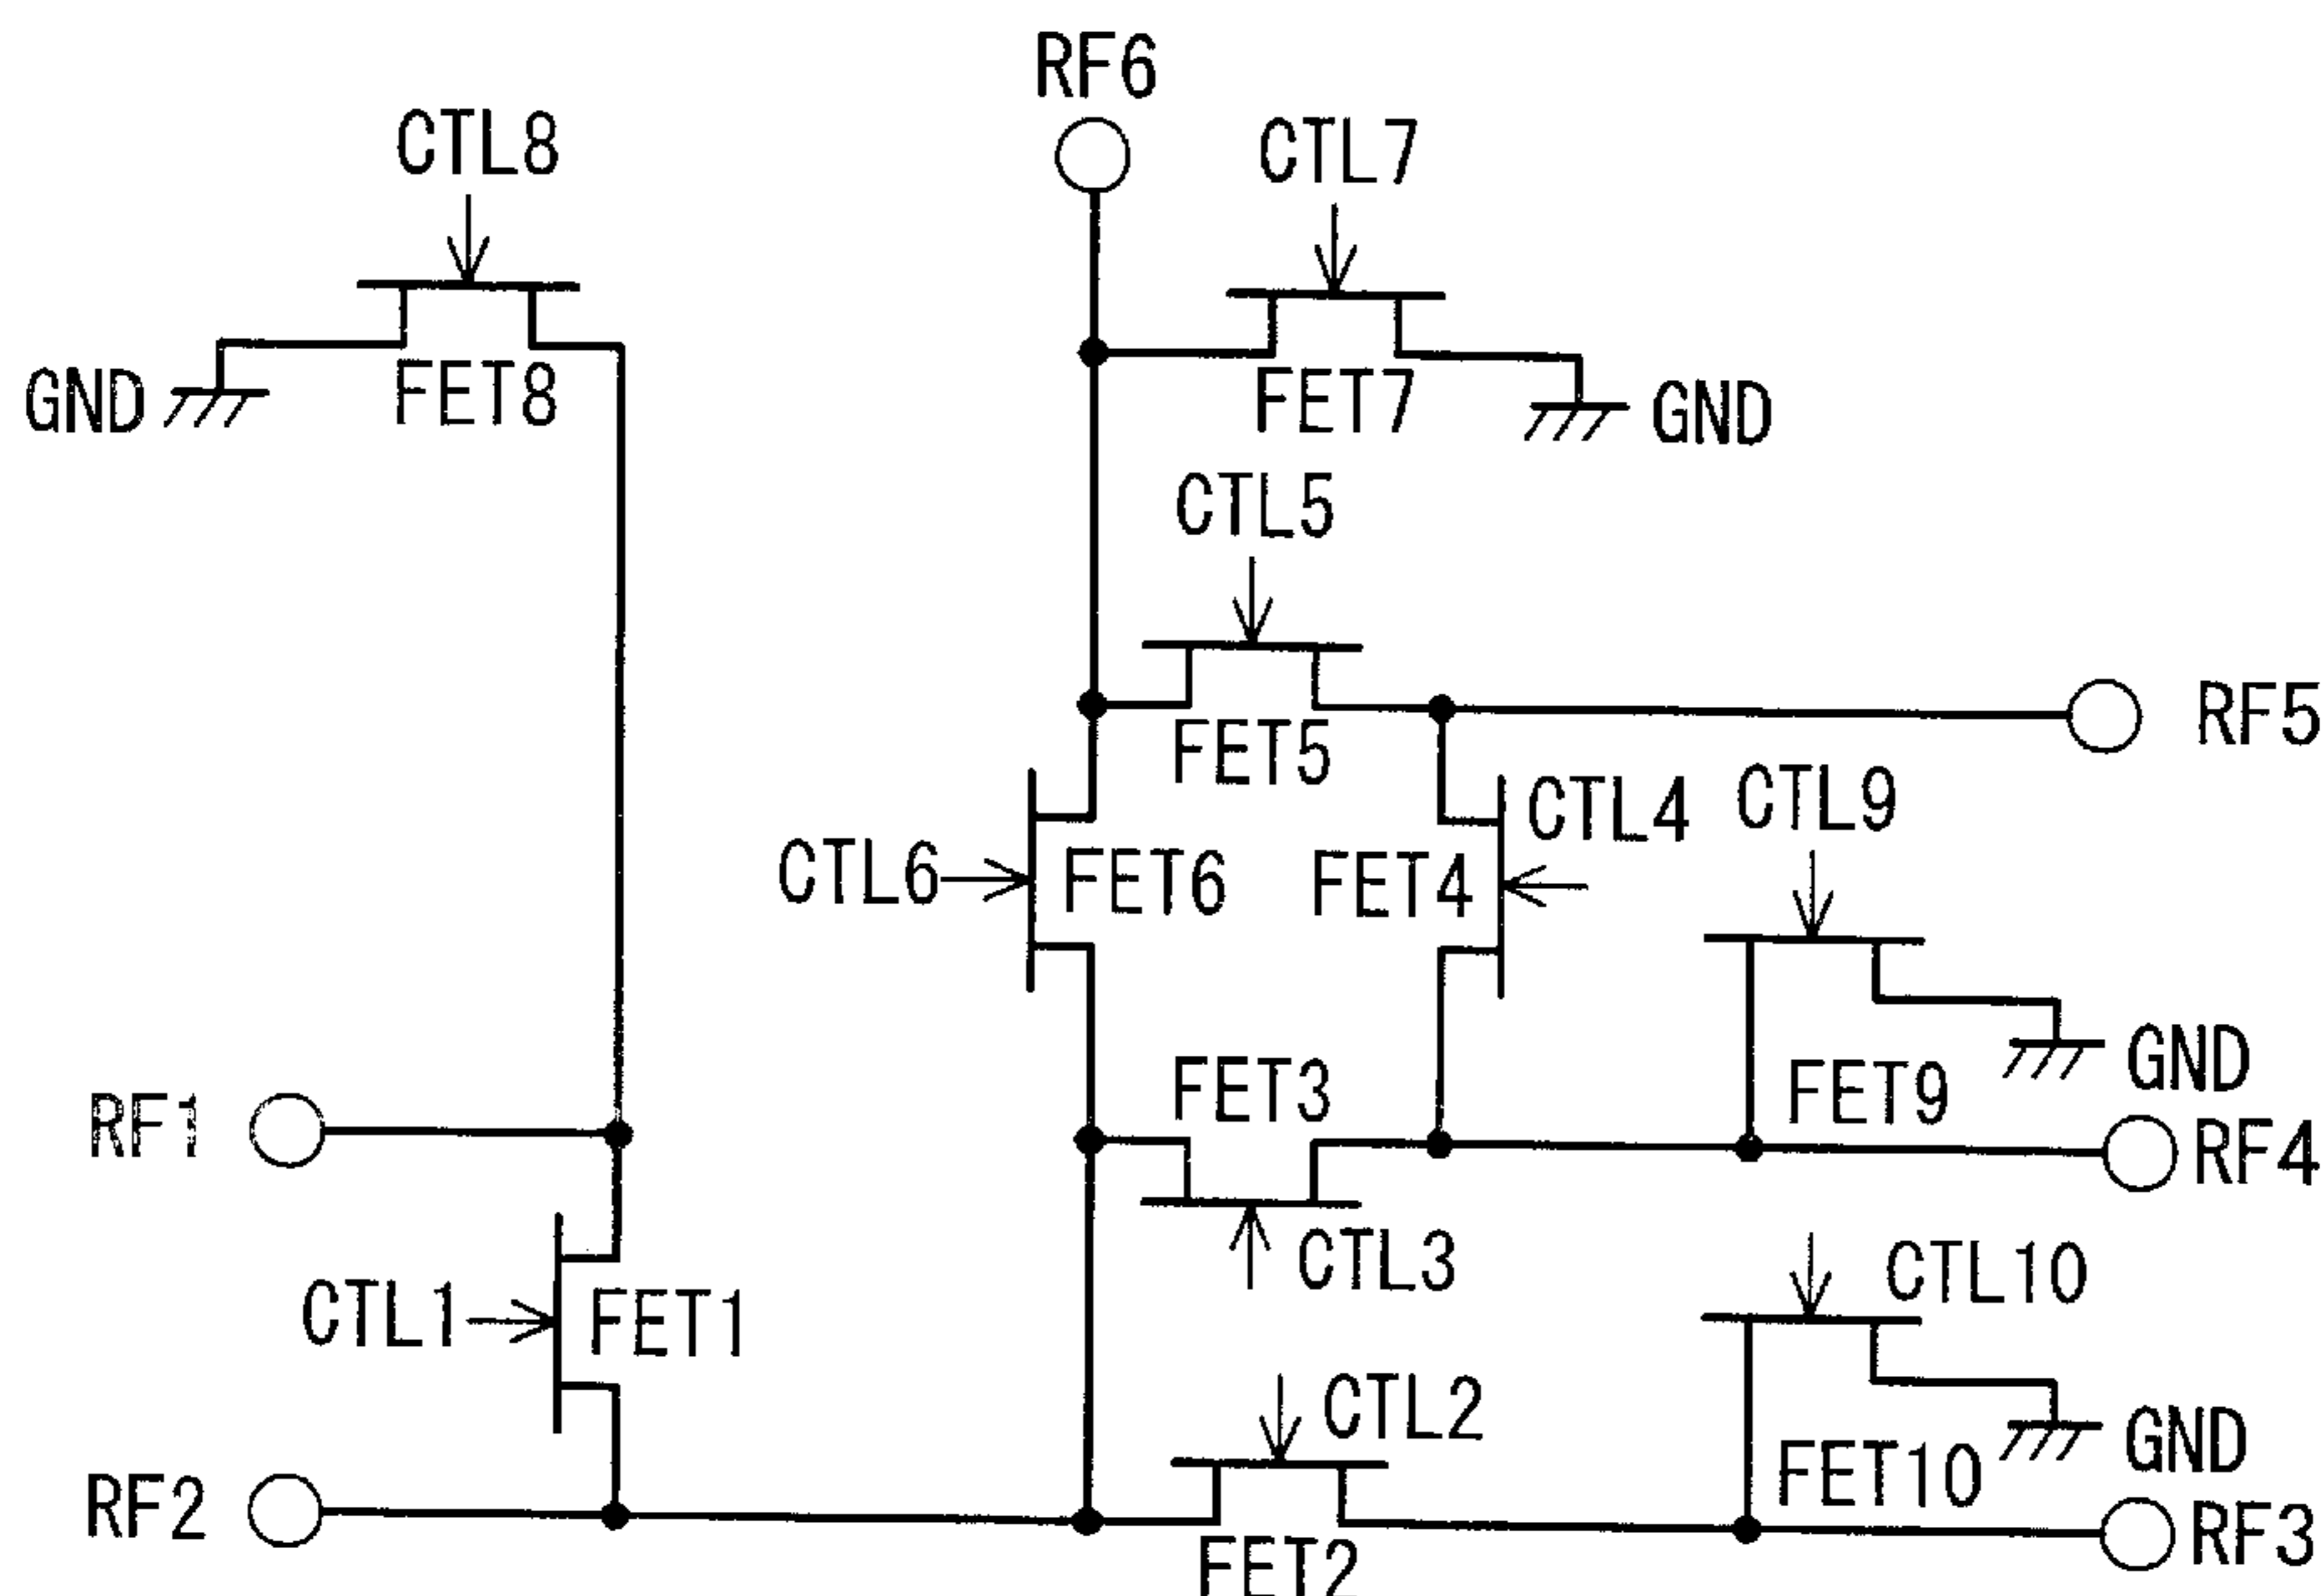 RF6
CTL8
CTL7
GND
FET8
FET7
GND
CTL5
RF5
FET5
CTL9
CTL4
CTL6
FET6
FET4
GND
FET3
FET9
RF1
RF4
CTL3
CTL10
CTL1
FET1
CTL2
GND
FET10
RF2
RF3
FET2